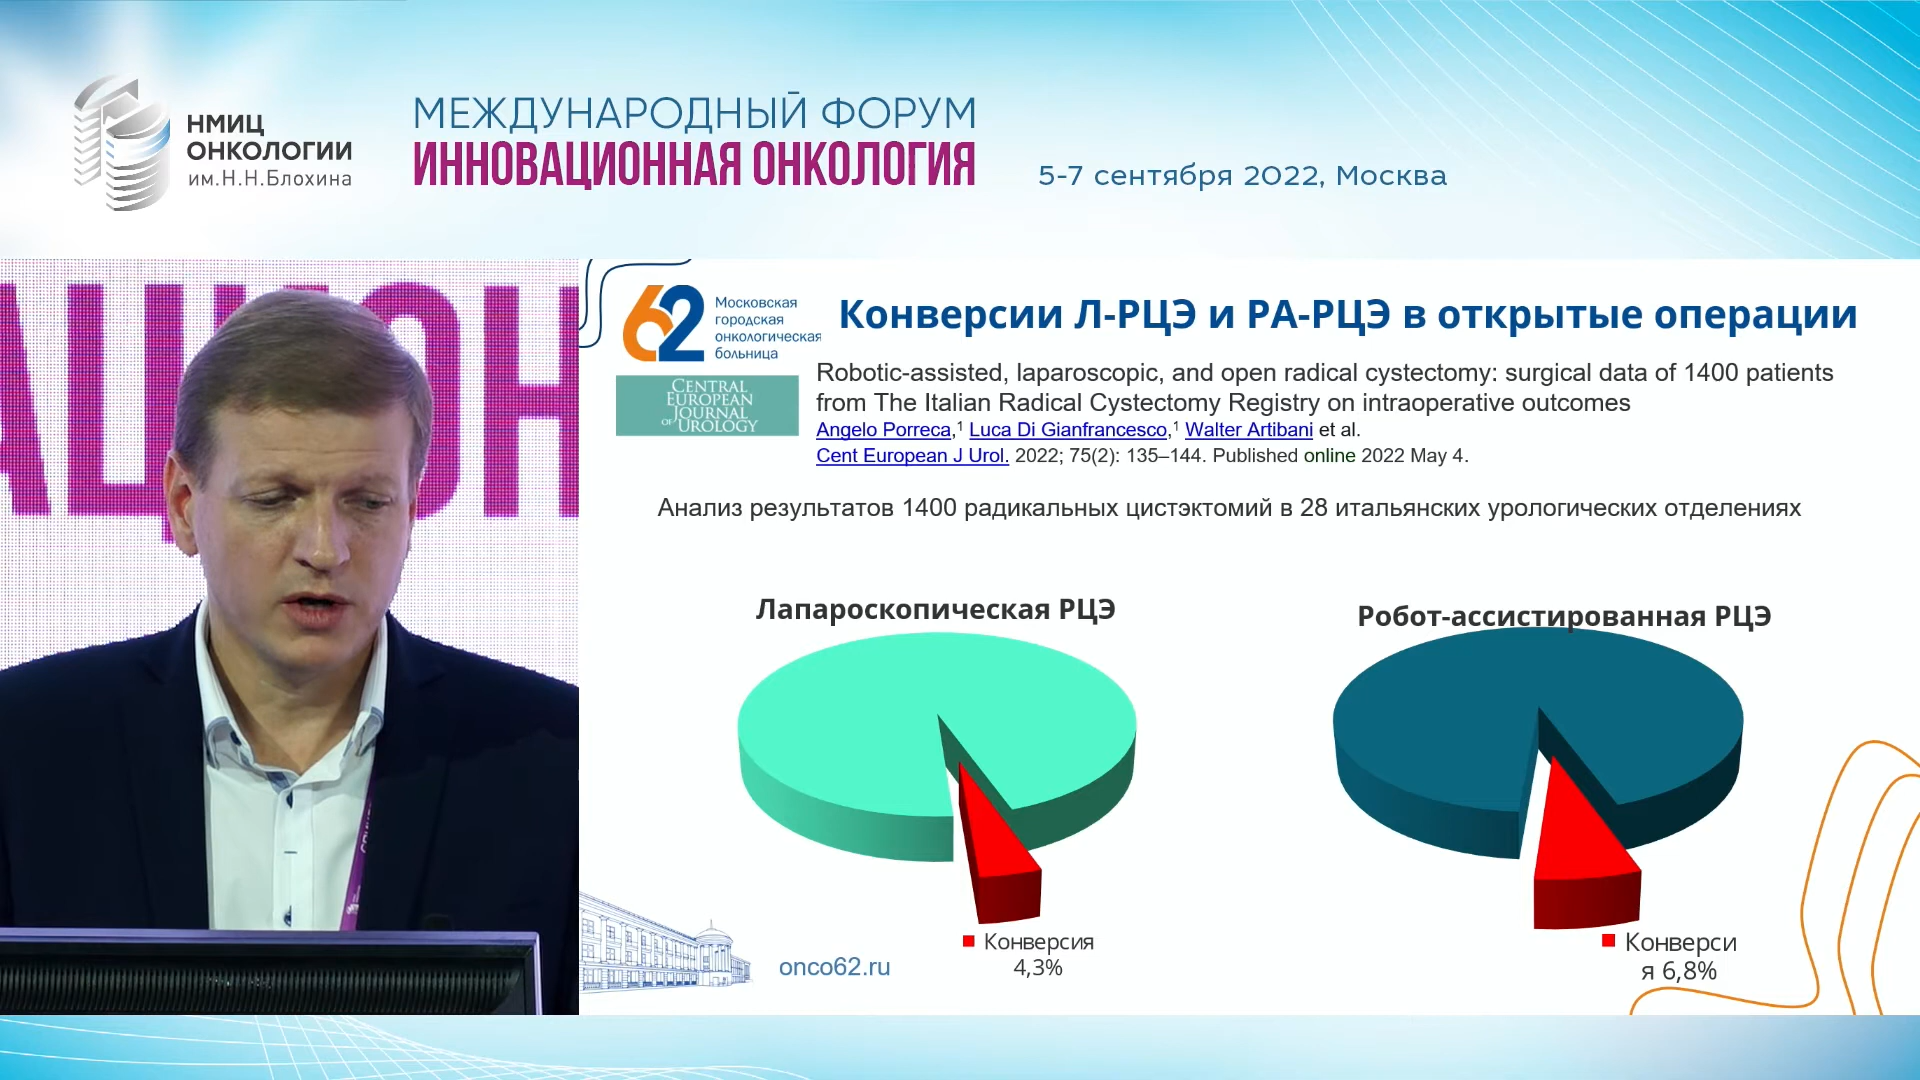 НМИЦ
ОНКОЛОГИИ
им.Н.Н.Блохина
МЕЖДУНАРОДНЫЙ ФОРУМ
ИННОВАЦИОННАЯ ОНКОЛОГИЯ
5-7 сентября 2022, Москва
АЦИОН
62
Московская
городская
онкологическая
больница
Конверсии Л-РЦЭ и РА-РЦЭ в открытые операции
CENTRAL
EUROPEAN
JOURNAL
OF UROLOGY
Robotic-assisted, laparoscopic, and open radical cystectomy: surgical data of 1400 patients
from The Italian Radical Cystectomy Registry on intraoperative outcomes
Angelo Porreca,1 Luca Di Gianfrancesco,1 Walter Artibani et al.
Cent European J Urol. 2022; 75(2): 135–144. Published online 2022 May 4.
Анализ результатов 1400 радикальных цистэктомий в 28 итальянских урологических отделениях
Лапароскопическая РЦЭ
Робот-ассистированная РЦЭ
Конверсия
4,3%
Конверси
я 6,8%
onco62.ru